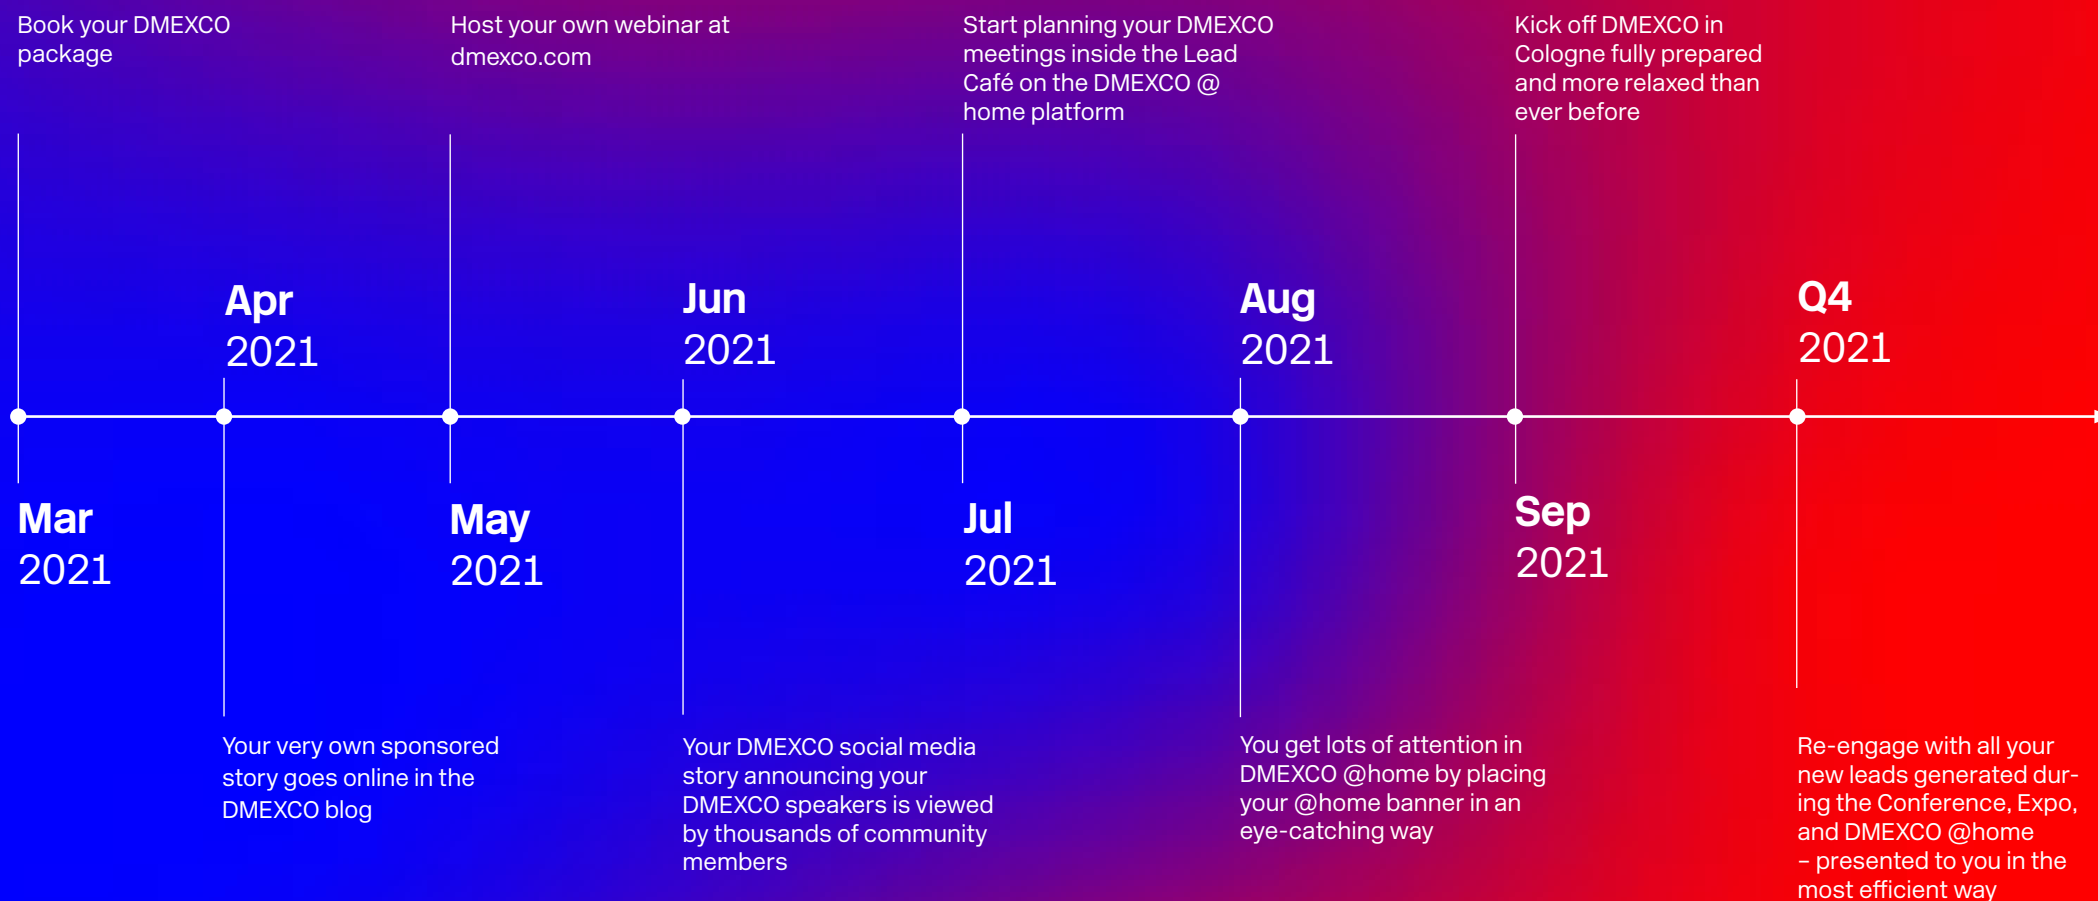 Book your DMEXCO
package
Host your own webinar at
dmexco.com
Start planning your DMEXCO
meetings inside the Lead
Café on the DMEXCO @
home platform
Kick off DMEXCO in
Cologne fully prepared
and more relaxed than
ever before
Apr
2021
Jun
2021
Aug
2021
Q4
2021
Mar
2021
May
2021
Jul
2021
Sep
2021
Your very own sponsored
story goes online in the
DMEXCO blog
Your DMEXCO social media
story announcing your
DMEXCO speakers is viewed
by thousands of community
members
You get lots of attention in
DMEXCO @home by placing
your @home banner in an
eye-catching way
Re-engage with all your
new leads generated dur-
ing the Conference, Expo,
and DMEXCO @home
– presented to you in the
most efficient way